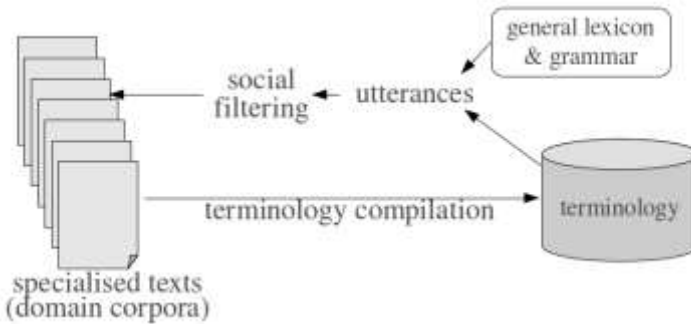 general lexicon
& grammar
social
filtering
utterances
terminology
terminology compilation
specialised texts
(domain corpora)